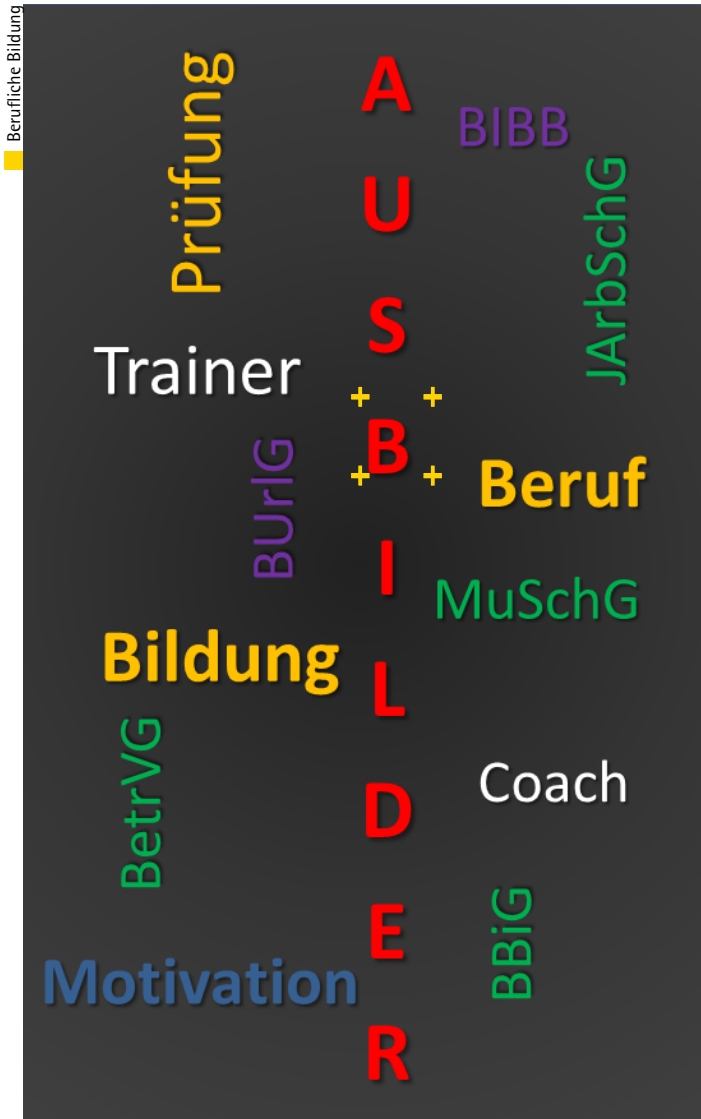 Berufliche Bildung
AUSBILDER
Prüfung
BIBB
JArbSchG
Trainer
BUrlG
Beruf
MuSchG
Bildung
BetrVG
Coach
BBiG
Motivation